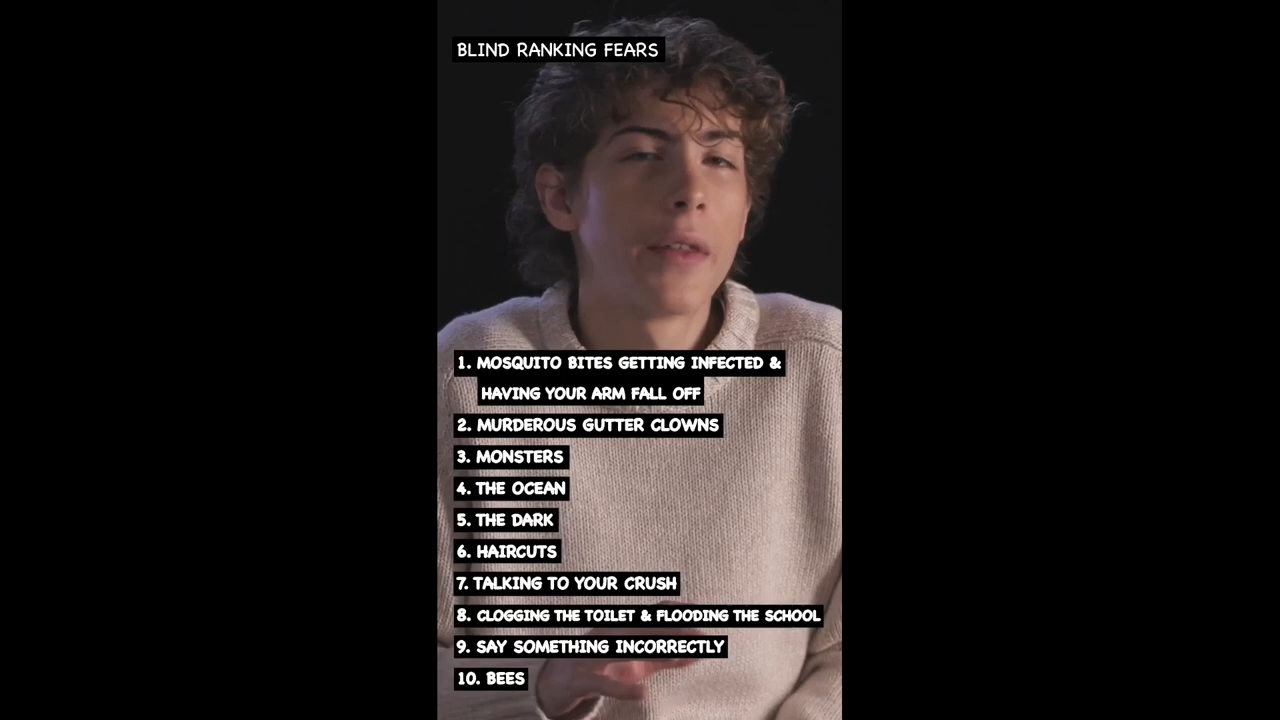 BLIND RANKING FEARS
1. MOSQUITO BITES GETTING INFECTED &
HAVING YOUR ARM FALL OFF
2. MURDEROUS GUTTER CLOWNS
3. MONSTERS
4. THE OCEAN
5. THE DARK
6. HAIRCUTS
7. TALKING TO YOUR CRUSH
8. CLOGGING THE TOILET & FLOODING THE SCHOOL
9. SAY SOMETHING INCORRECTLY
10. BEES